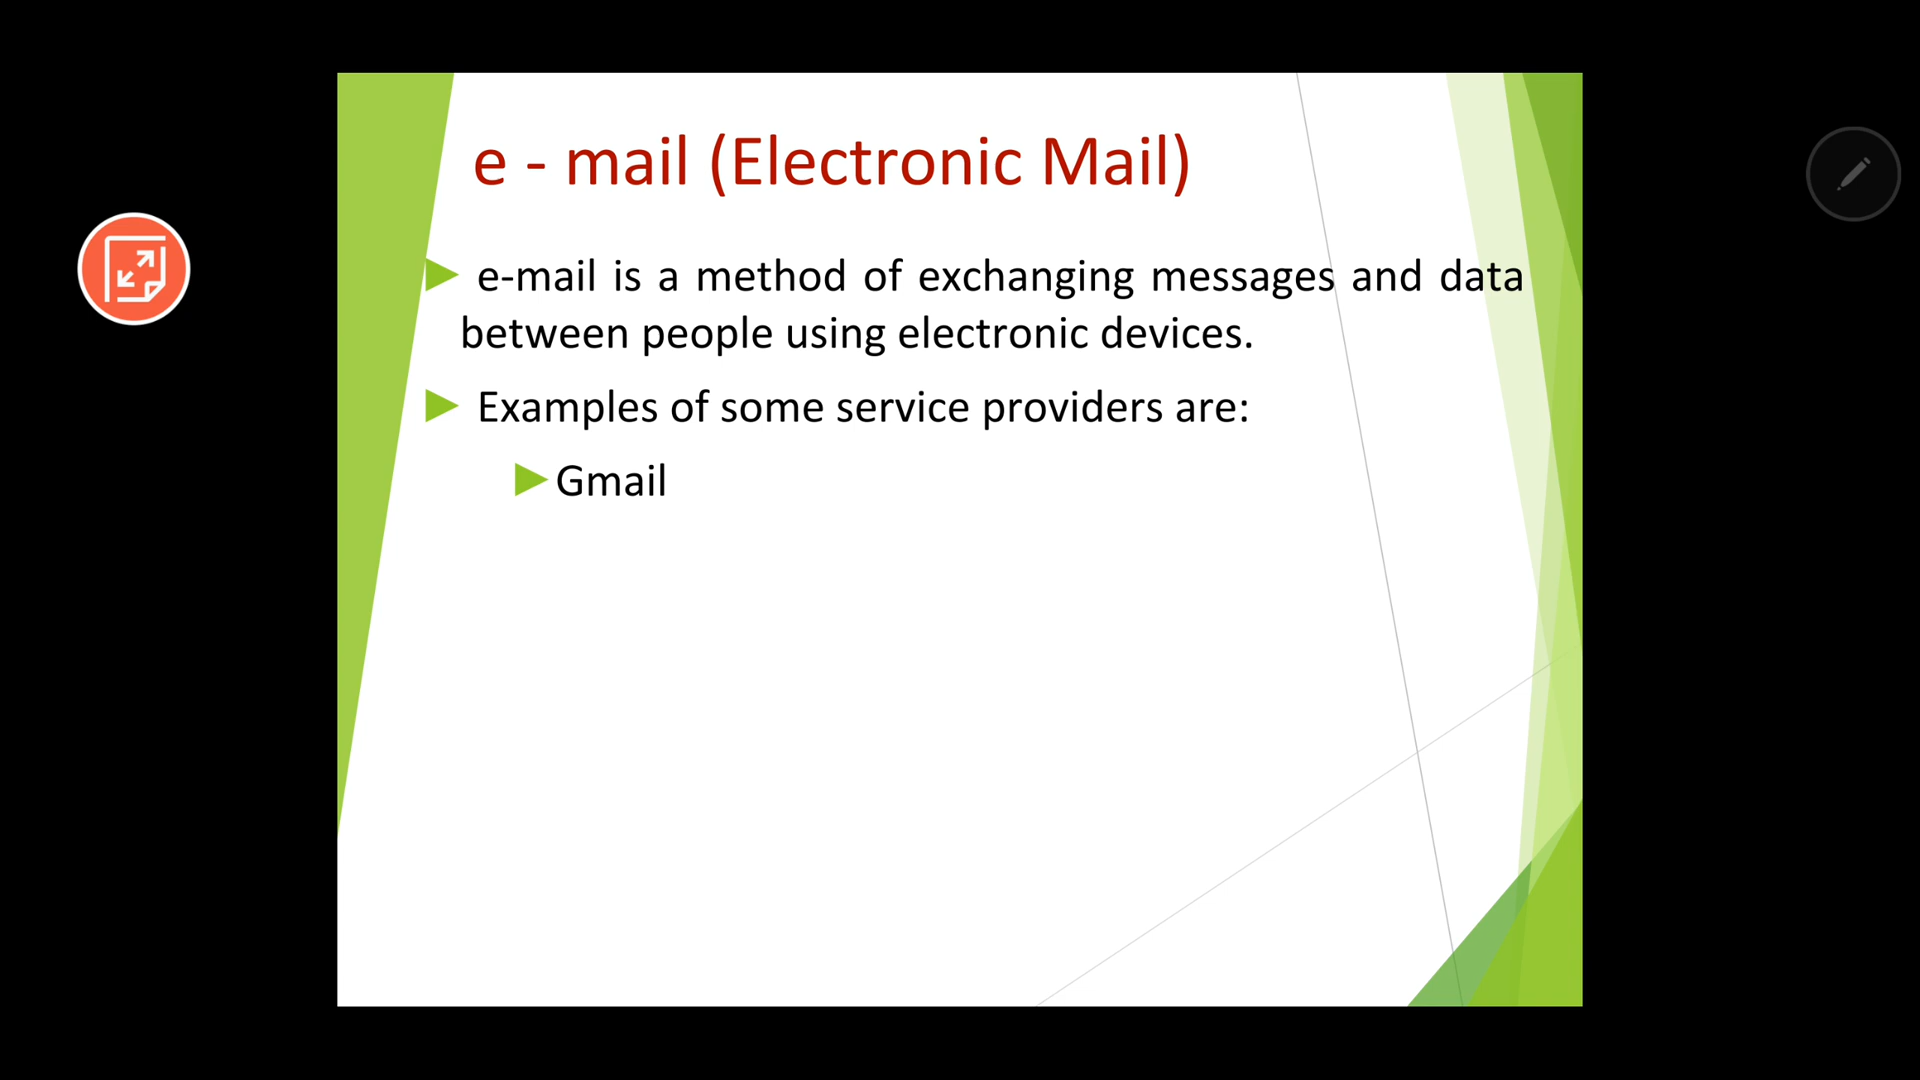 e - mail (Electronic Mail)
e-mail is a method of exchanging messages and data
between people using electronic devices.
Examples of some service providers are:
Gmail